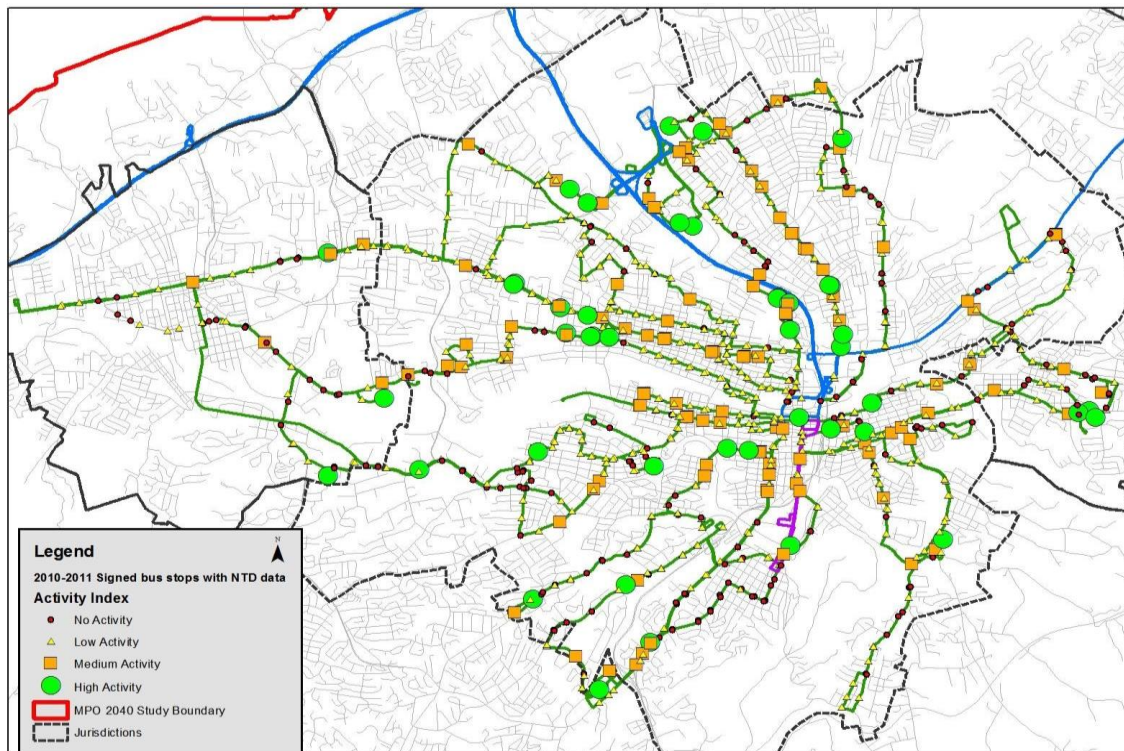 Legend
N
2010-2011 Signed bus stops with NTD data
Activity Index
No Activity
Low Activity
Medium Activity
High Activity
MPO 2040 Study Boundary
Jurisdictions